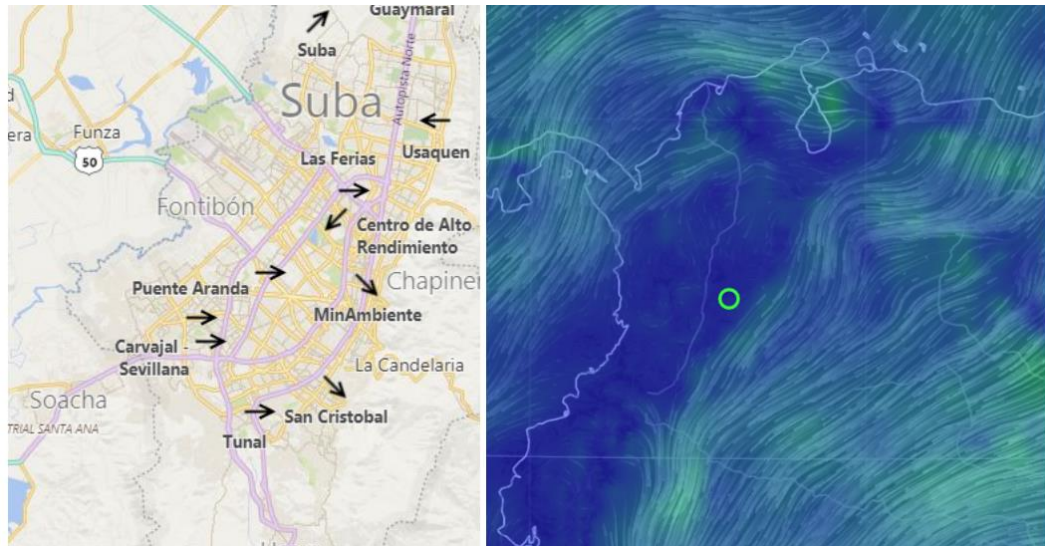 Guaymaral
Suba
Autopista Norte
Suba
d
era
Funza
50
Usaquen
Las Ferias
Fontibón
Centro de Alto
Rendimiento
Chapiner
Puente Aranda
MinAmbiente
Carvajal -
Sevillana
La Candelaria
Soacha
San Cristobal
TRIAL SANTA ANA
Tunal